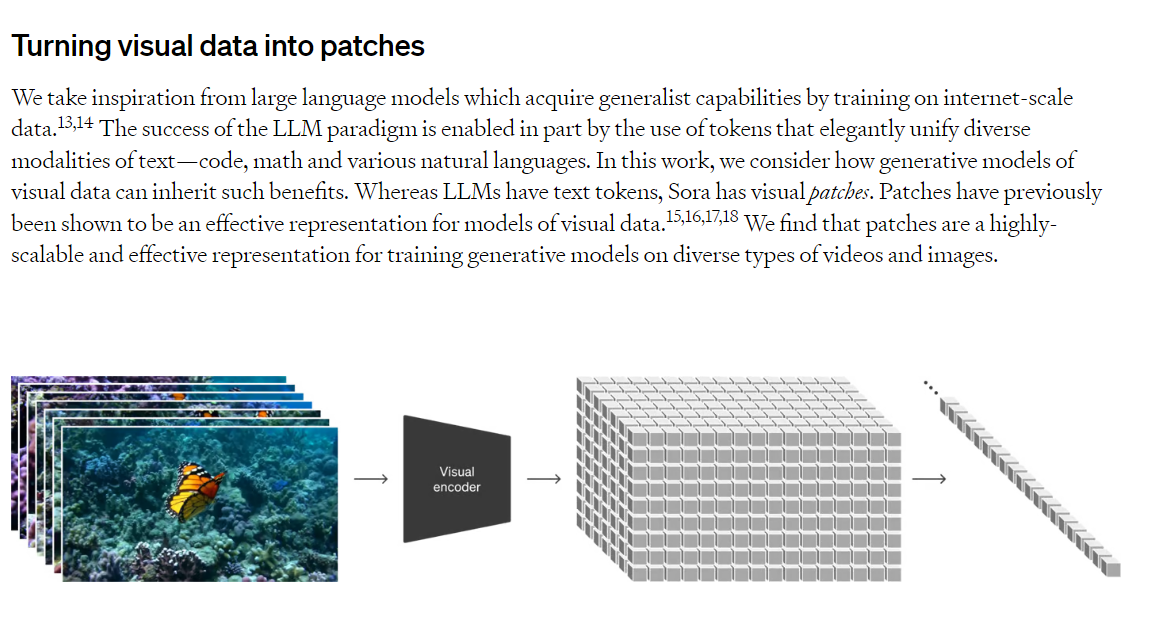 Turning visual data into patches
We take inspiration from large language models which acquire generalist capabilities by training on internet-scale
data.13,14 The success of the LLM paradigm is enabled in part by the use of tokens that elegantly unify diverse
modalities of text—code, math and various natural languages. In this work, we consider how generative models of
visual data can inherit such benefits. Whereas LLMs have text tokens, Sora has visual patches. Patches have previously
been shown to be an effective representation for models of visual data.15,16,17,18 We find that patches are a highly-
scalable and effective representation for training generative models on diverse types of videos and images.
Visual
encoder